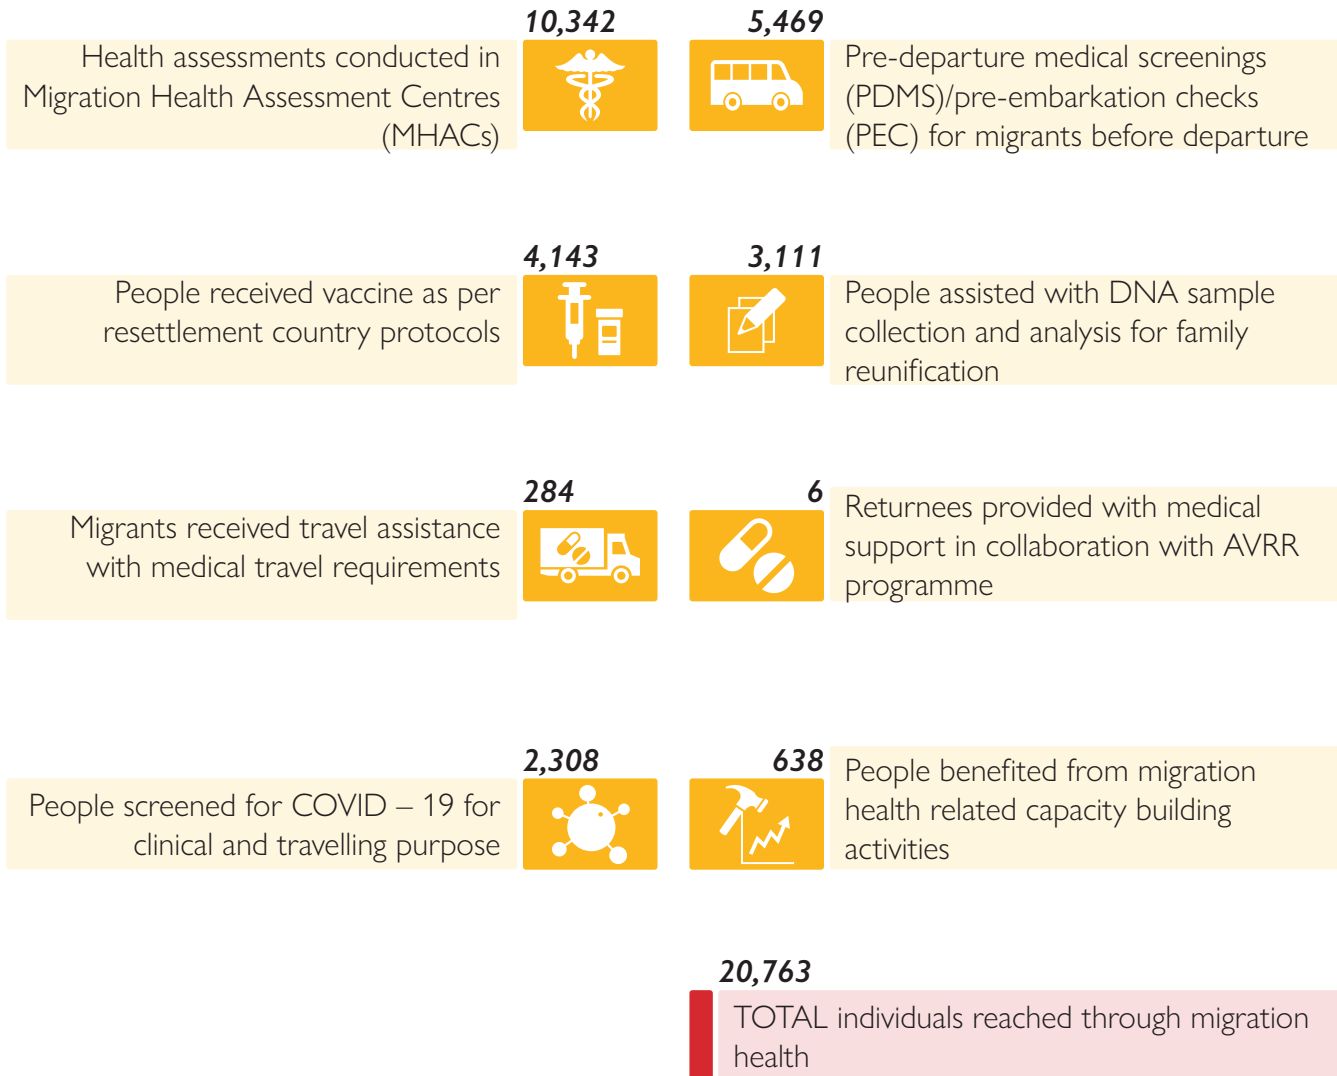 10,342
Health assessments conducted in
Migration Health Assessment Centres
(MHACs)
5,469
Pre-departure medical screenings
(PDMS)/pre-embarkation checks
(PEC) for migrants before departure
4,143
People received vaccine as per
resettlement country protocols
3,111
People assisted with DNA sample
collection and analysis for family
reunification
284
Migrants received travel assistance
with medical travel requirements
6
Returnees provided with medical
support in collaboration with AVRR
programme
2,308
People screened for COVID – 19 for
clinical and travelling purpose
638
People benefited from migration
health related capacity building
activities
20,763
TOTAL individuals reached through migration
health